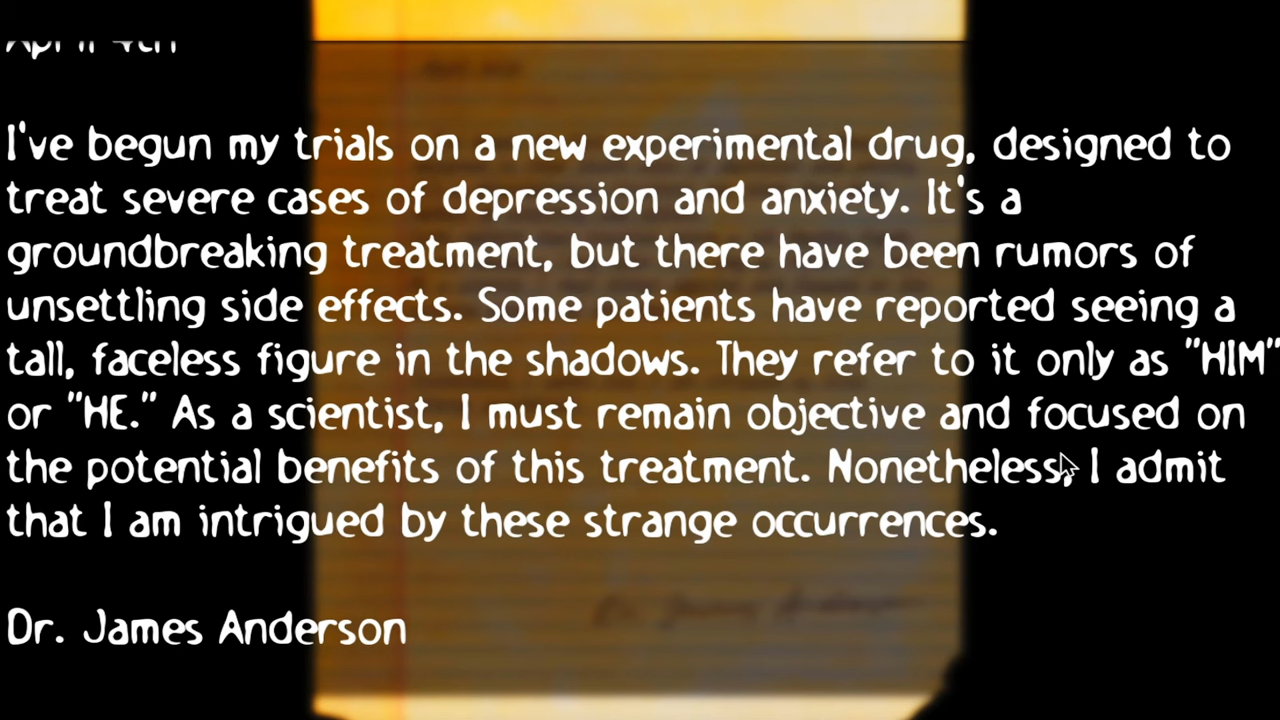 April 4th
I've begun my trials on a new experimental drug, designed to
treat severe cases of depression and anxiety. It's a
groundbreaking treatment, but there have been rumors of
unsettling side effects. Some patients have reported seeing a
tall, faceless figure in the shadows. They refer to it only as "HIM"
or "HE." As a scientist, I must remain objective and focused on
the potential benefits of this treatment. Nonetheless, I admit
that I am intrigued by these strange occurrences.
Dr. James Anderson